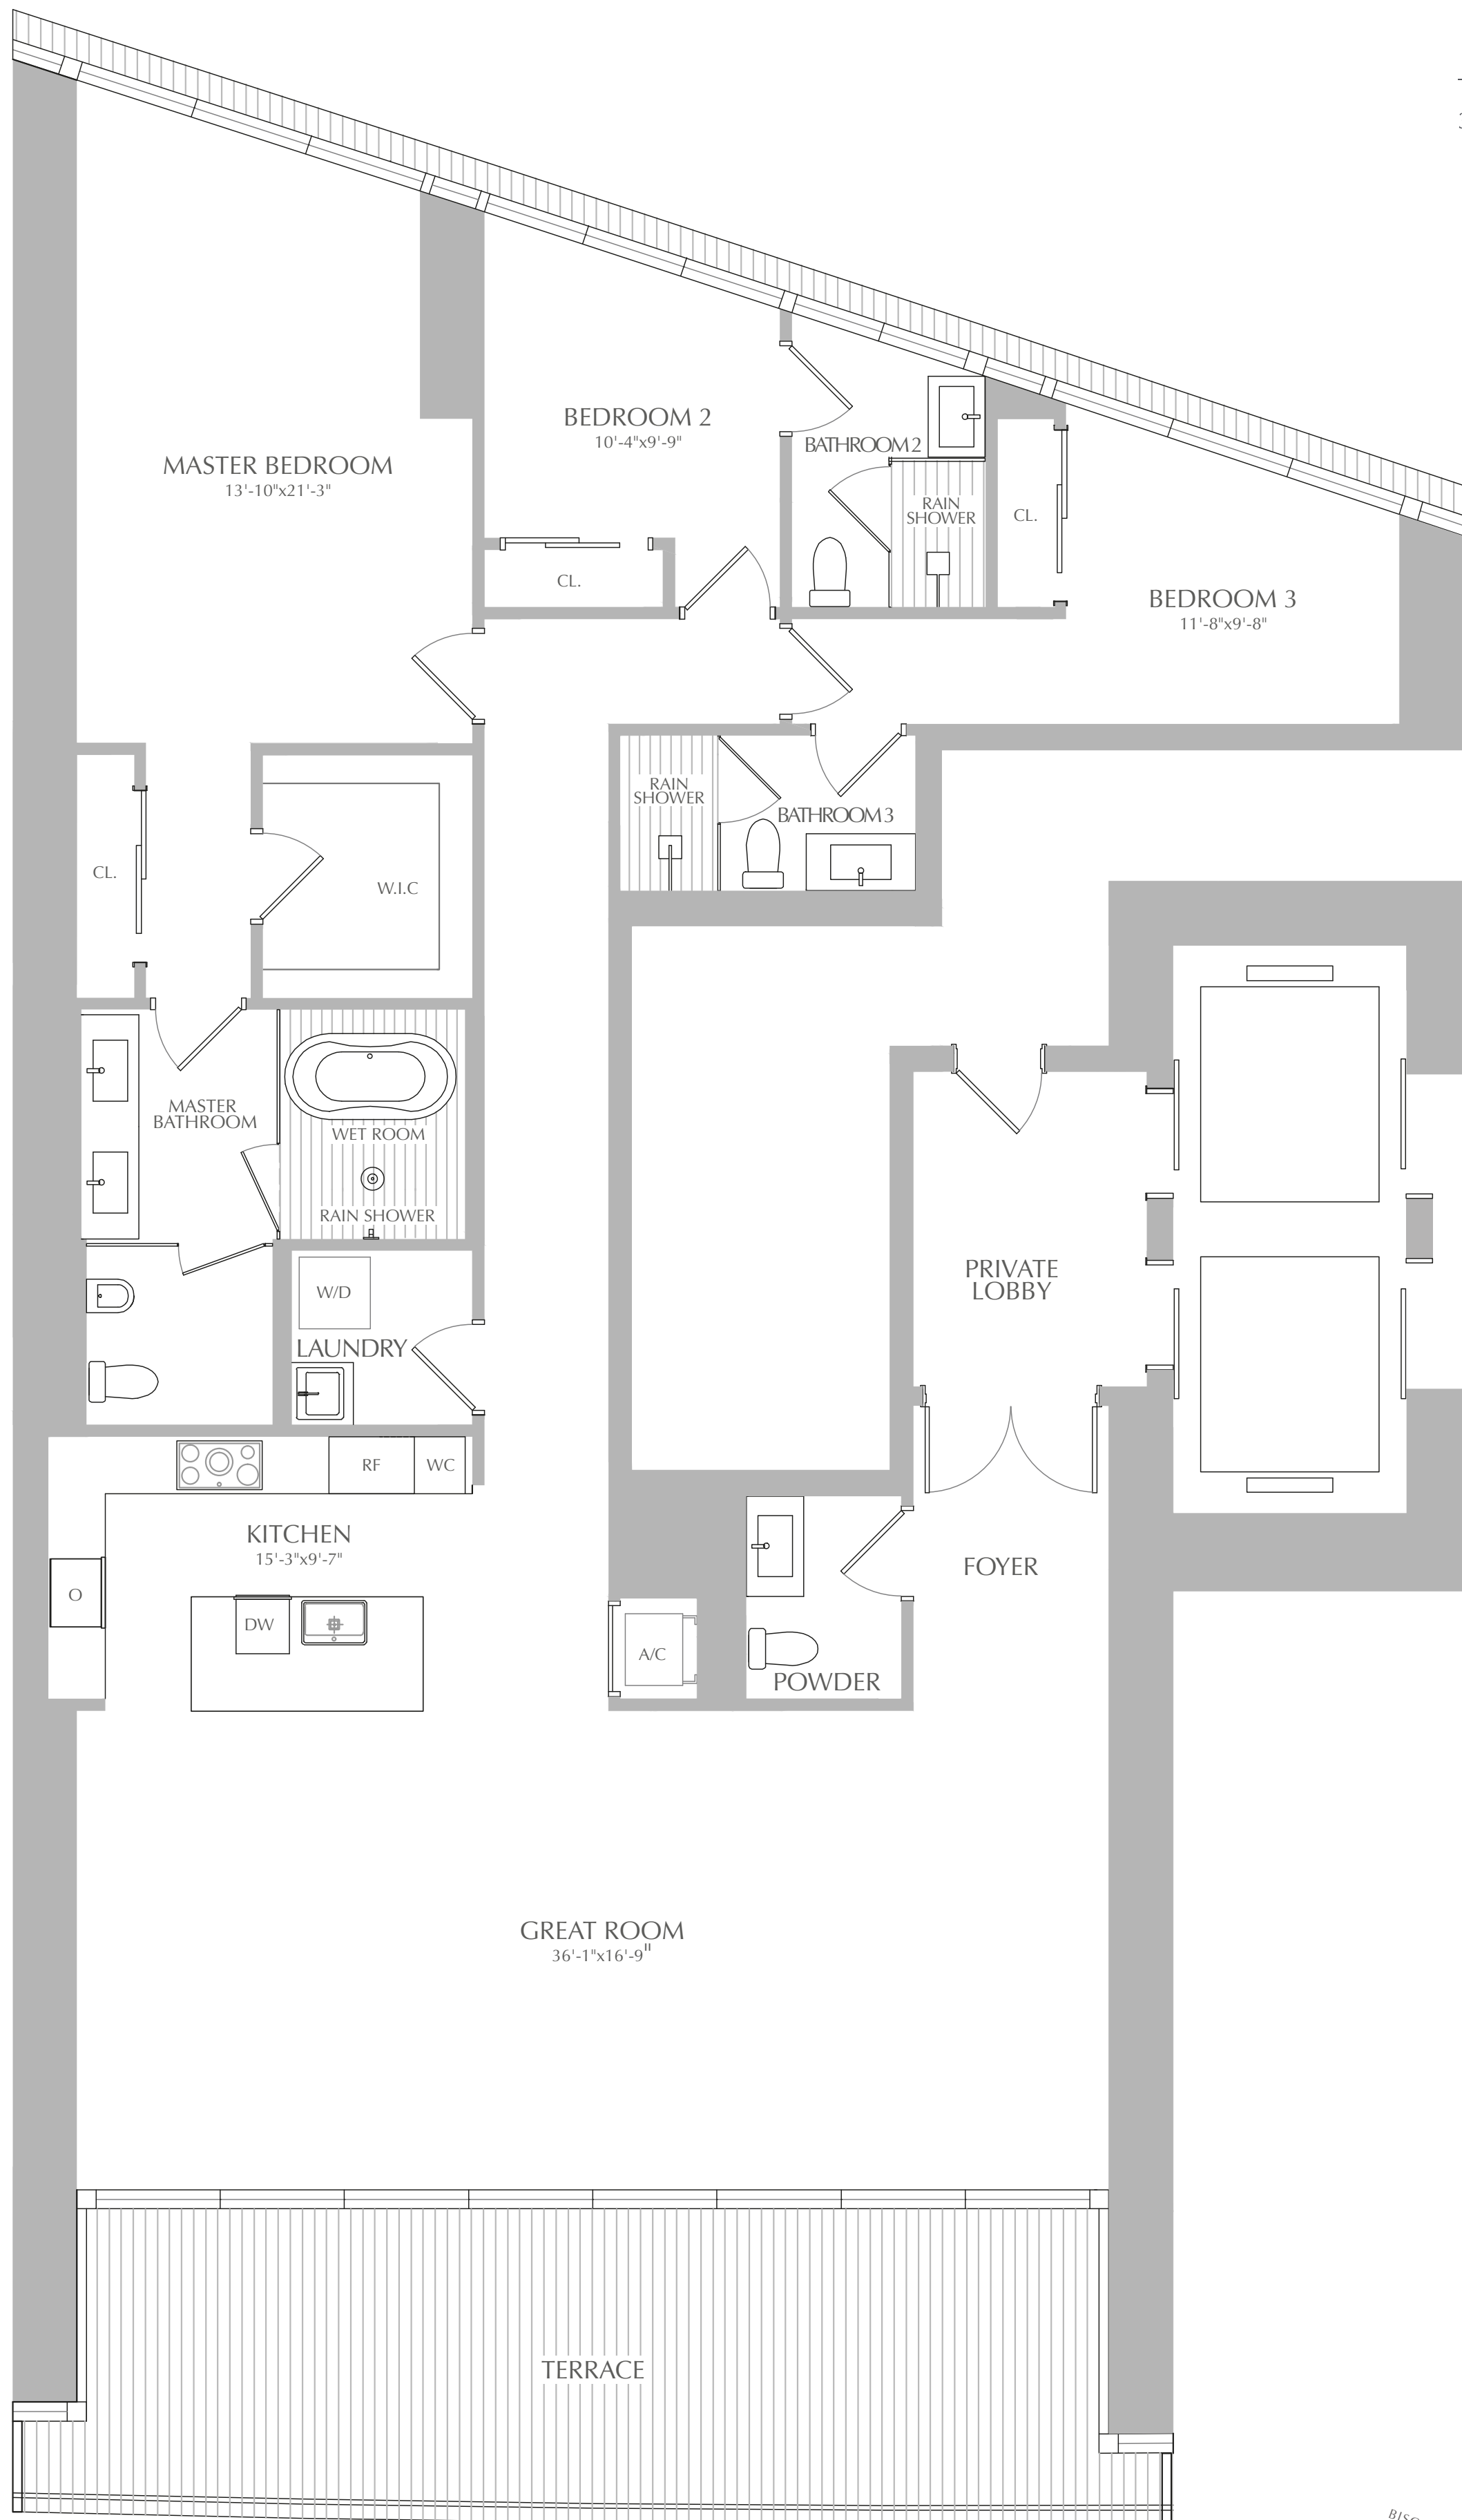 MASTER BEDROOM
13'-10"x21'-3"
BEDROOM 2
10'-4"x9'-9"
BATHROOM 2
RAIN
SHOWER
CL.
CL.
BEDROOM 3
11'-8"x9'-8"
RAIN
SHOWER
BATHROOM 3
CL.
W.I.C
MASTER
BATHROOM
WET ROOM
RAIN SHOWER
W/D
LAUNDRY
PRIVATE
LOBBY
RF
WC
KITCHEN
15'-3"x9'-7"
O
DW
A/C
FOYER
POWDER
GREAT ROOM
36'-1"x16'-9"
TERRACE